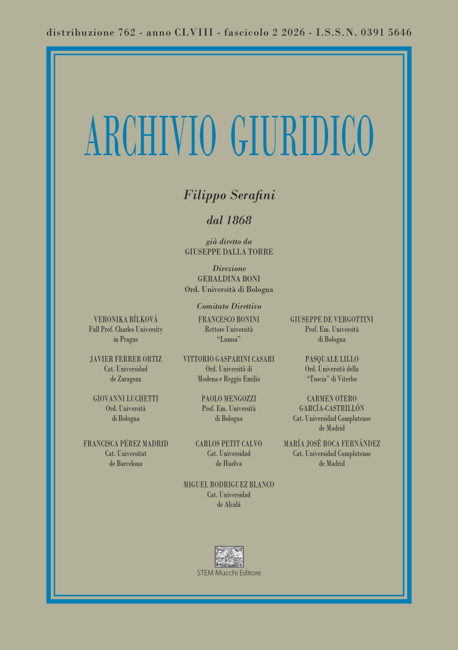 distribuzione 762 - anno CLVIII - fascicolo 2 2026 - I.S.S.N. 0391 5646
ARCHIVIO GIURIDICO
Filippo Serafini
dal 1868
già diretto da
GIUSEPPE DALLA TORRE
Direzione
GERALDINA BONI
Ord. Università di Bologna
Comitato Direttivo
VERONIKA BÍLKOVÁ
Full Prof. Charles University
in Prague
FRANCESCO BONINI
Rettore Università
“Lumsa”
GIUSEPPE DE VERGOTTINI
Prof. Em. Università
di Bologna
JAVIER FERRER ORTIZ
Cat. Universidad
de Zaragoza
VITTORIO GASPARINI CASARI
Ord. Università di
Modena e Reggio Emilia
PASQUALE LILLO
Ord. Università della
“Tuscia” di Viterbo
GIOVANNI LUCHETTI
Ord. Università
di Bologna
PAOLO MENGOZZI
Prof. Em. Università
di Bologna
CARMEN OTERO
GARCÍA-CASTRILLÓN
Cat. Universidad Complutense
de Madrid
FRANCISCA PÉREZ MADRID
Cat. Universitat
de Barcelona
CARLOS PETIT CALVO
Cat. Universidad
de Huelva
MARÍA JOSÉ ROCA FERNÁNDEZ
Cat. Universidad Complutense
de Madrid
MIGUEL RODRIGUEZ BLANCO
Cat. Universidad
de Alcalá
STEM Mucchi Editore